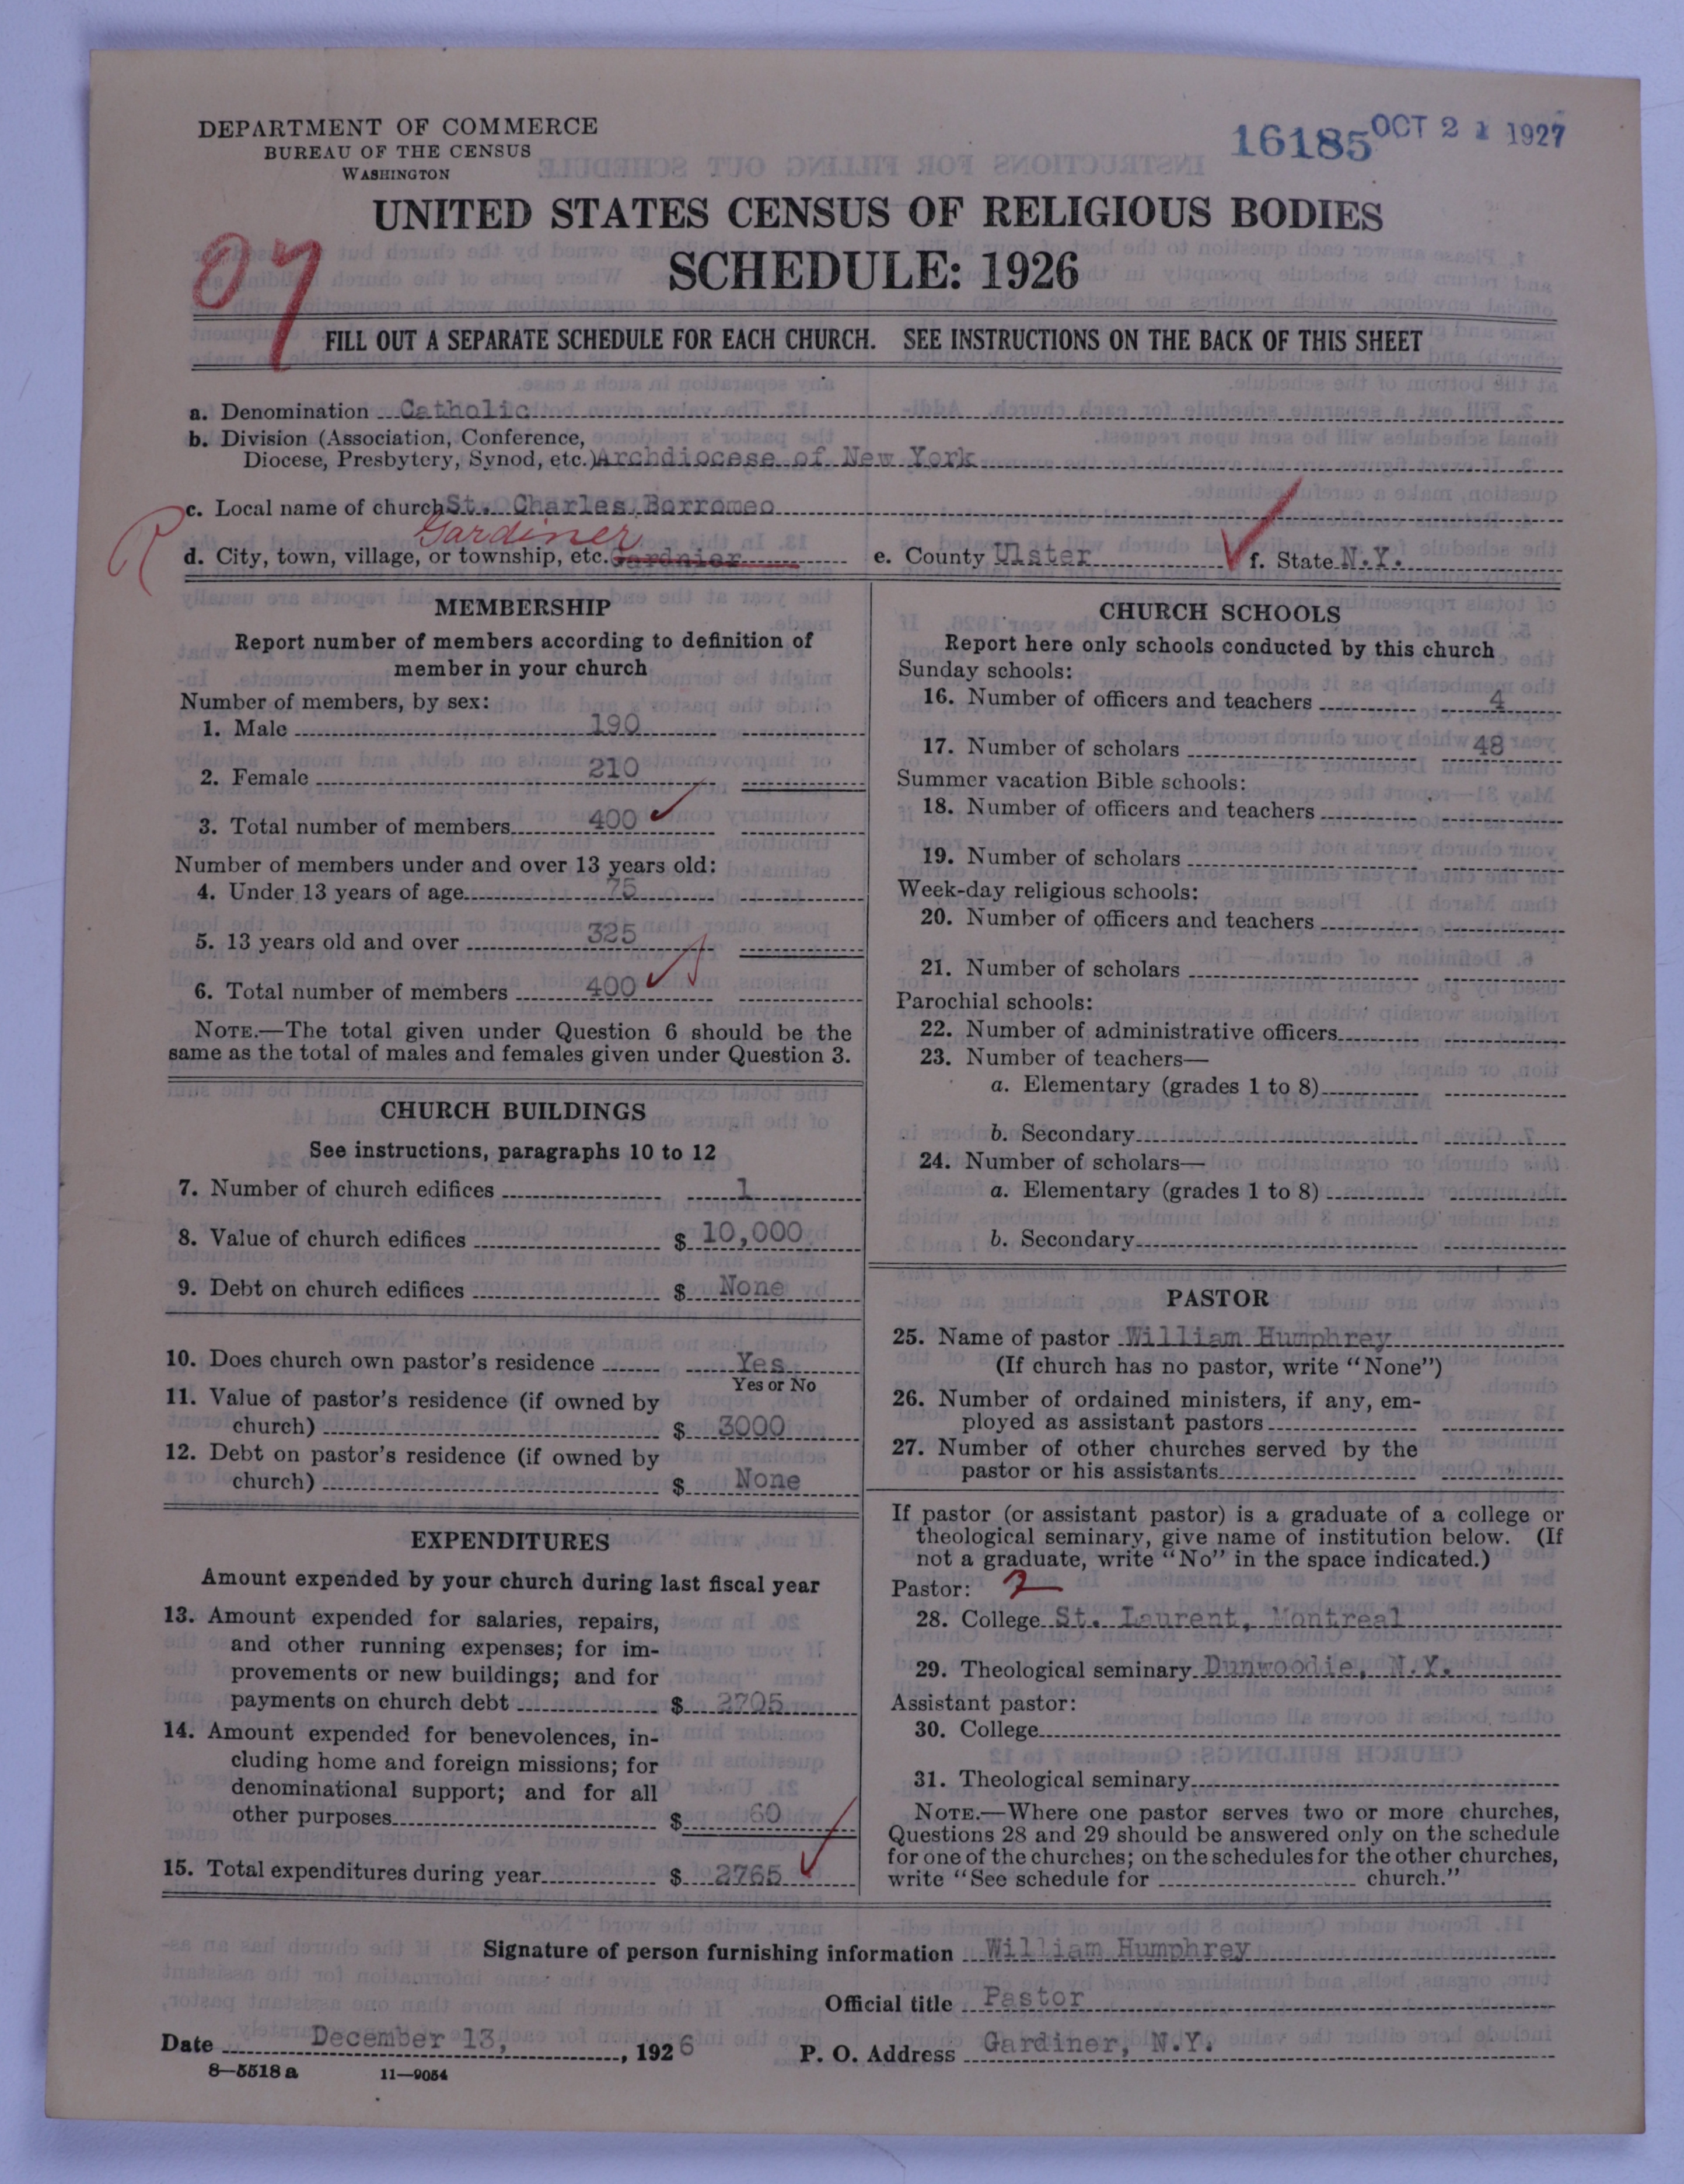 DEPARTMENT OF COMMERCE
BUREAU OF THE CENSUS
WASHINGTON
16185 OCT 21 1927
UNITED STATES CENSUS OF RELIGIOUS BODIES
SCHEDULE: 1926
07
FILL OUT A SEPARATE SCHEDULE FOR EACH CHURCH. SEE INSTRUCTIONS ON THE BACK OF THIS SHEET
a. Denomination Catholic
b. Division (Association, Conference,
Diocese, Presbytery, Synod, etc.) Archdiocese of New York
c. Local name of church St. Charles Borromeo
Gardiner
d. City, town, village, or township, etc. Gardnier e. County Ulster f. State N.Y.
MEMBERSHIP
Report number of members according to definition of
member in your church
Number of members, by sex:
1. Male 190
2. Female 210
3. Total number of members 400
Number of members under and over 13 years old:
4. Under 13 years of age 75
5. 13 years old and over 325
6. Total number of members 400
NOTE.—The total given under Question 6 should be the
same as the total of males and females given under Question 3.
CHURCH BUILDINGS
See instructions, paragraphs 10 to 12
7. Number of church edifices 1
8. Value of church edifices $ 10,000
9. Debt on church edifices $ None
10. Does church own pastor's residence Yes
Yes or No
11. Value of pastor's residence (if owned by
church) $ 3000
12. Debt on pastor's residence (if owned by
church) $ None
EXPENDITURES
Amount expended by your church during last fiscal year
13. Amount expended for salaries, repairs,
and other running expenses; for im-
provements or new buildings; and for
payments on church debt $ 2705
14. Amount expended for benevolences, in-
cluding home and foreign missions; for
denominational support; and for all
other purposes $ 60
15. Total expenditures during year $ 2765
CHURCH SCHOOLS
Report here only schools conducted by this church
Sunday schools:
16. Number of officers and teachers 4
17. Number of scholars 48
Summer vacation Bible schools:
18. Number of officers and teachers
19. Number of scholars
Week-day religious schools:
20. Number of officers and teachers
21. Number of scholars
Parochial schools:
22. Number of administrative officers
23. Number of teachers—
a. Elementary (grades 1 to 8)
b. Secondary
24. Number of scholars—
a. Elementary (grades 1 to 8)
b. Secondary
PASTOR
25. Name of pastor William Humphrey
(If church has no pastor, write "None")
26. Number of ordained ministers, if any, em-
ployed as assistant pastors
27. Number of other churches served by the
pastor or his assistants
If pastor (or assistant pastor) is a graduate of a college or
theological seminary, give name of institution below. (If
not a graduate, write "No" in the space indicated.)
Pastor: 2
28. College St. Laurent, Montreal
29. Theological seminary Dunwoodie, N.Y.
Assistant pastor:
30. College
31. Theological seminary
NOTE.—Where one pastor serves two or more churches,
Questions 28 and 29 should be answered only on the schedule
for one of the churches; on the schedules for the other churches,
write "See schedule for church."
Signature of person furnishing information William Humphrey
Official title Pastor
Date December 13, , 1926 P. O. Address Gardiner, N.Y.
8—5518 a 11—9054